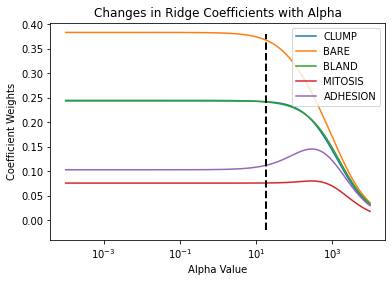 Changes in Ridge Coefficients with Alpha
Coefficient Weights
0.40
0.35
0.30
0.25
0.20
0.15
0.10
0.05
0.00
CLUMP
BARE
BLAND
MITOSIS
ADHESION
10⁻³
10⁻¹
10¹
10³
Alpha Value